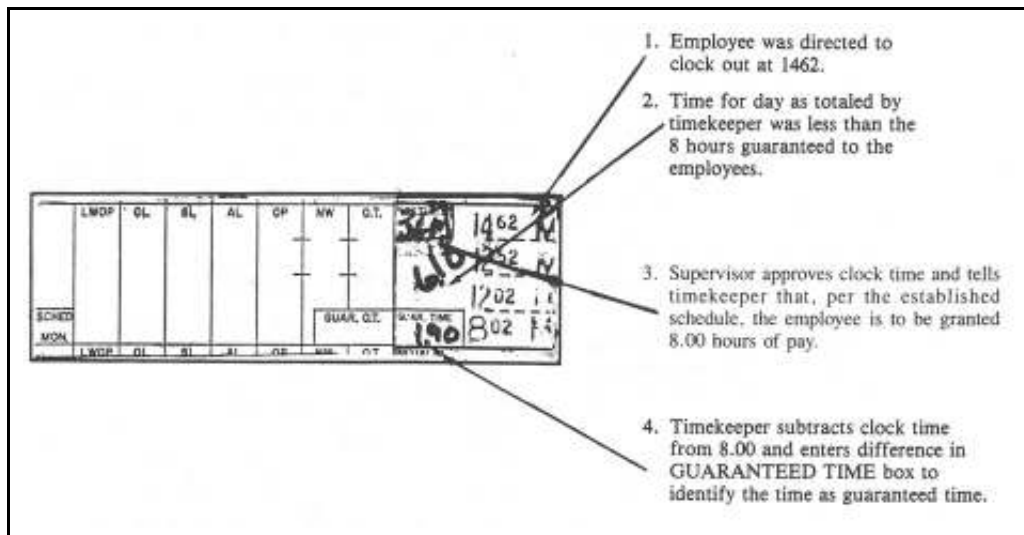 1. Employee was directed to
clock out at 1462.
2. Time for day as totaled by
timekeeper was less than the
8 hours guaranteed to the
employees.
LWOP OL SL AL OP NW O.T.
1462
610
1252
1202
3. Supervisor approves clock time and tells
timekeeper that, per the established
schedule, the employee is to be granted
8.00 hours of pay.
SCHED GUAR. O.T. GUAR. TIME
MON. 1.90 802
LWOP OL SL AL OP NW O.T. INITIALS
4. Timekeeper subtracts clock time
from 8.00 and enters difference in
GUARANTEED TIME box to
identify the time as guaranteed time.